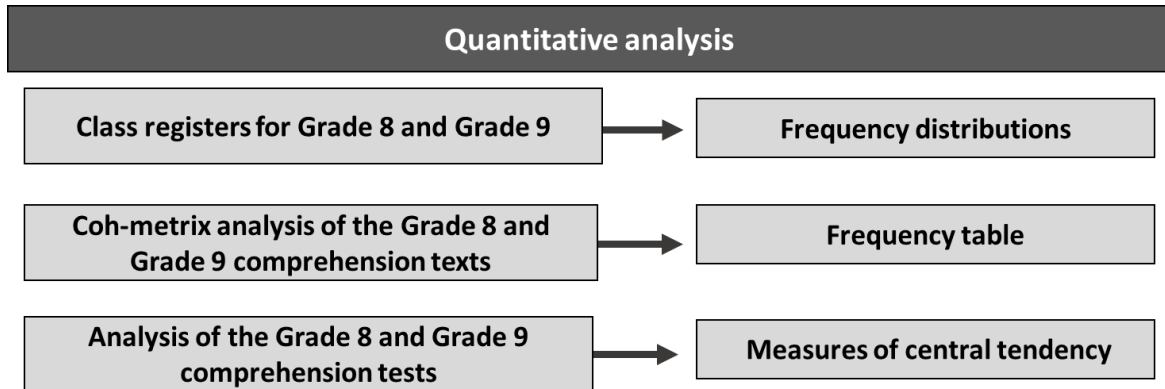 Quantitative analysis
Class registers for Grade 8 and Grade 9
Frequency distributions
Coh-metrix analysis of the Grade 8 and
Grade 9 comprehension texts
Frequency table
Analysis of the Grade 8 and Grade 9
comprehension tests
Measures of central tendency